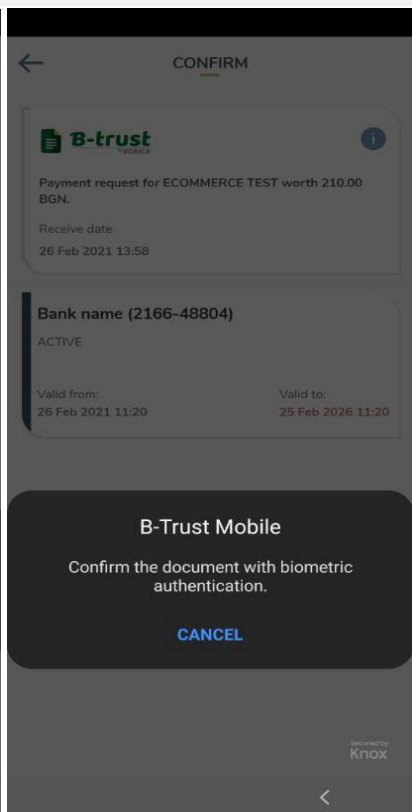 CONFIRM
B-trust
by BORICA
i
Payment request for ECOMMERCE TEST worth 210.00
BGN.
Receive date
26 Feb 2021 13:58
Bank name (2166-48804)
ACTIVE
Valid from: Valid to:
26 Feb 2021 11:20 25 Feb 2026 11:20
B-Trust Mobile
Confirm the document with biometric
authentication.
CANCEL
Secured by
Knox